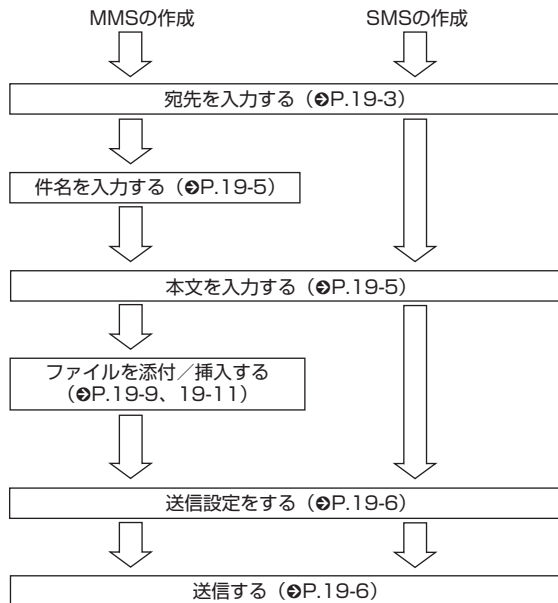 MMSの作成
SMSの作成
宛先を入力する（➲P.19-3）
件名を入力する（➲P.19-5）
本文を入力する（➲P.19-5）
ファイルを添付／挿入する
（➲P.19-9、19-11）
送信設定をする（➲P.19-6）
送信する（➲P.19-6）